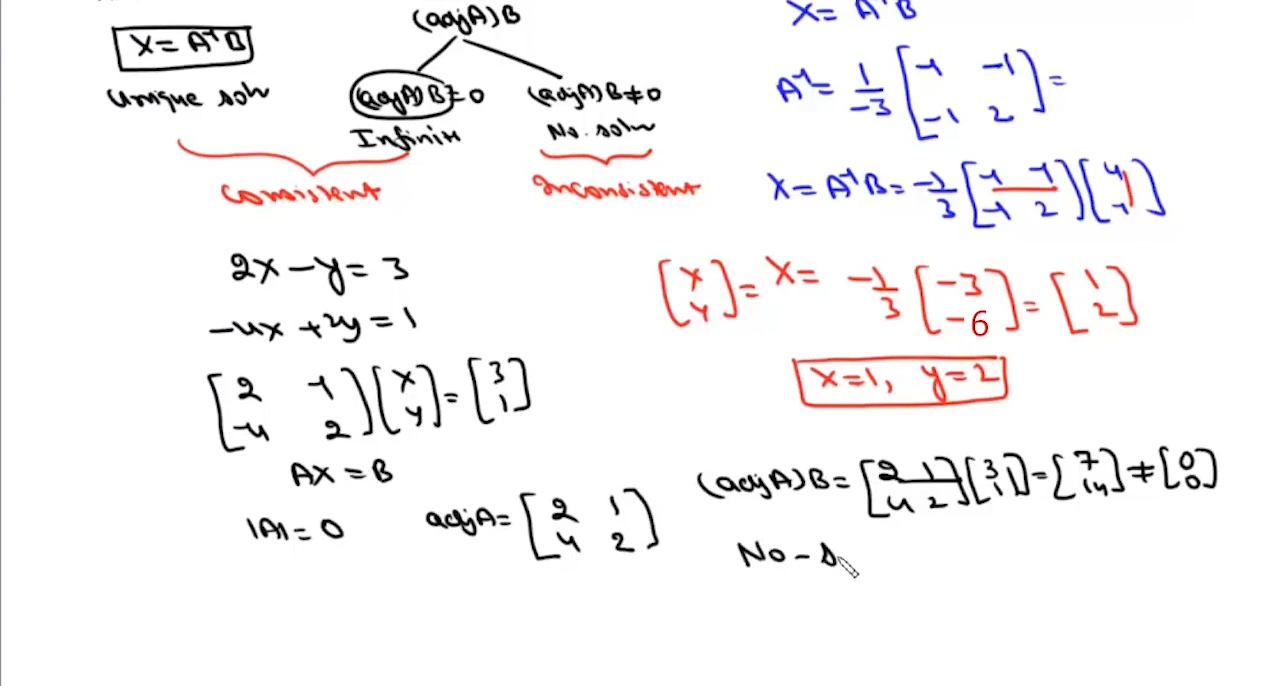 (adjA)B
X = A⁻¹B
Unique soln
(adjA)B = 0
Infinite
(adjA)B ≠ 0
No. soln
Consistent
Inconsistent
2x - y = 3
-4x + 2y = 1
[2 -1; -4 2][x; y] = [3; 1]
AX = B
|A| = 0
adjA = [2 1; 4 2]
X = A⁻¹B
A⁻¹ = 1/-3 [-1 -1; -1 2] =
X = A⁻¹B = -1/3 [-1 -1; -1 2][4; -1]
[x; y] = X = -1/3 [-3; -6] = [1; 2]
x=1, y=2
(adjA)B = [2 1; 4 2][3; 1] = [7; 14] ≠ [0; 0]
No - s